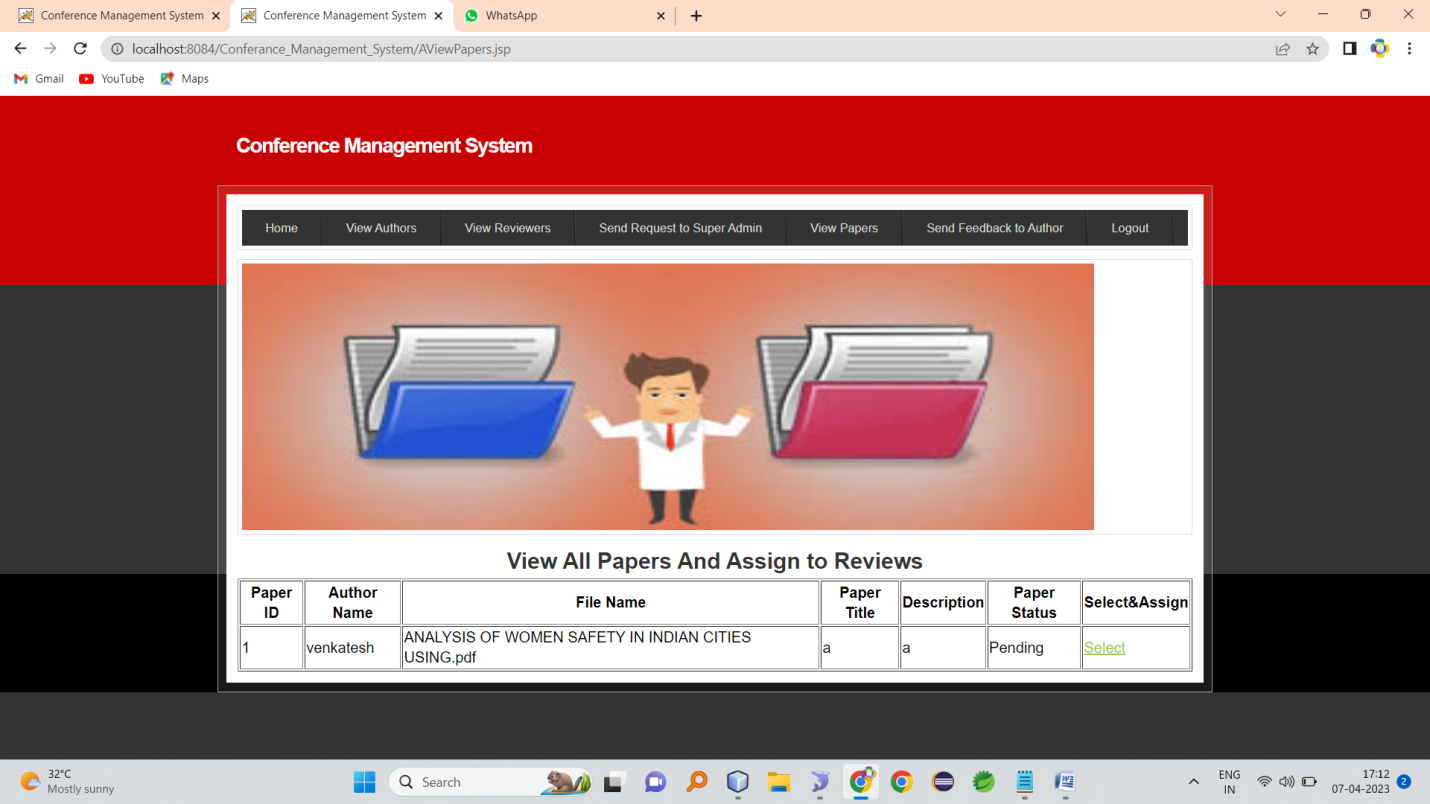 Conference Management System
Conference Management System
WhatsApp
localhost:8084/Conferance_Management_System/AViewPapers.jsp
Gmail YouTube Maps
Conference Management System
Home View Authors View Reviewers Send Request to Super Admin View Papers Send Feedback to Author Logout
View All Papers And Assign to Reviews
Paper ID Author Name File Name Paper Title Description Paper Status Select&Assign
1 venkatesh ANALYSIS OF WOMEN SAFETY IN INDIAN CITIES USING.pdf a a Pending Select
32°C
Mostly sunny
Search
ENG
IN
17:12
07-04-2023
2